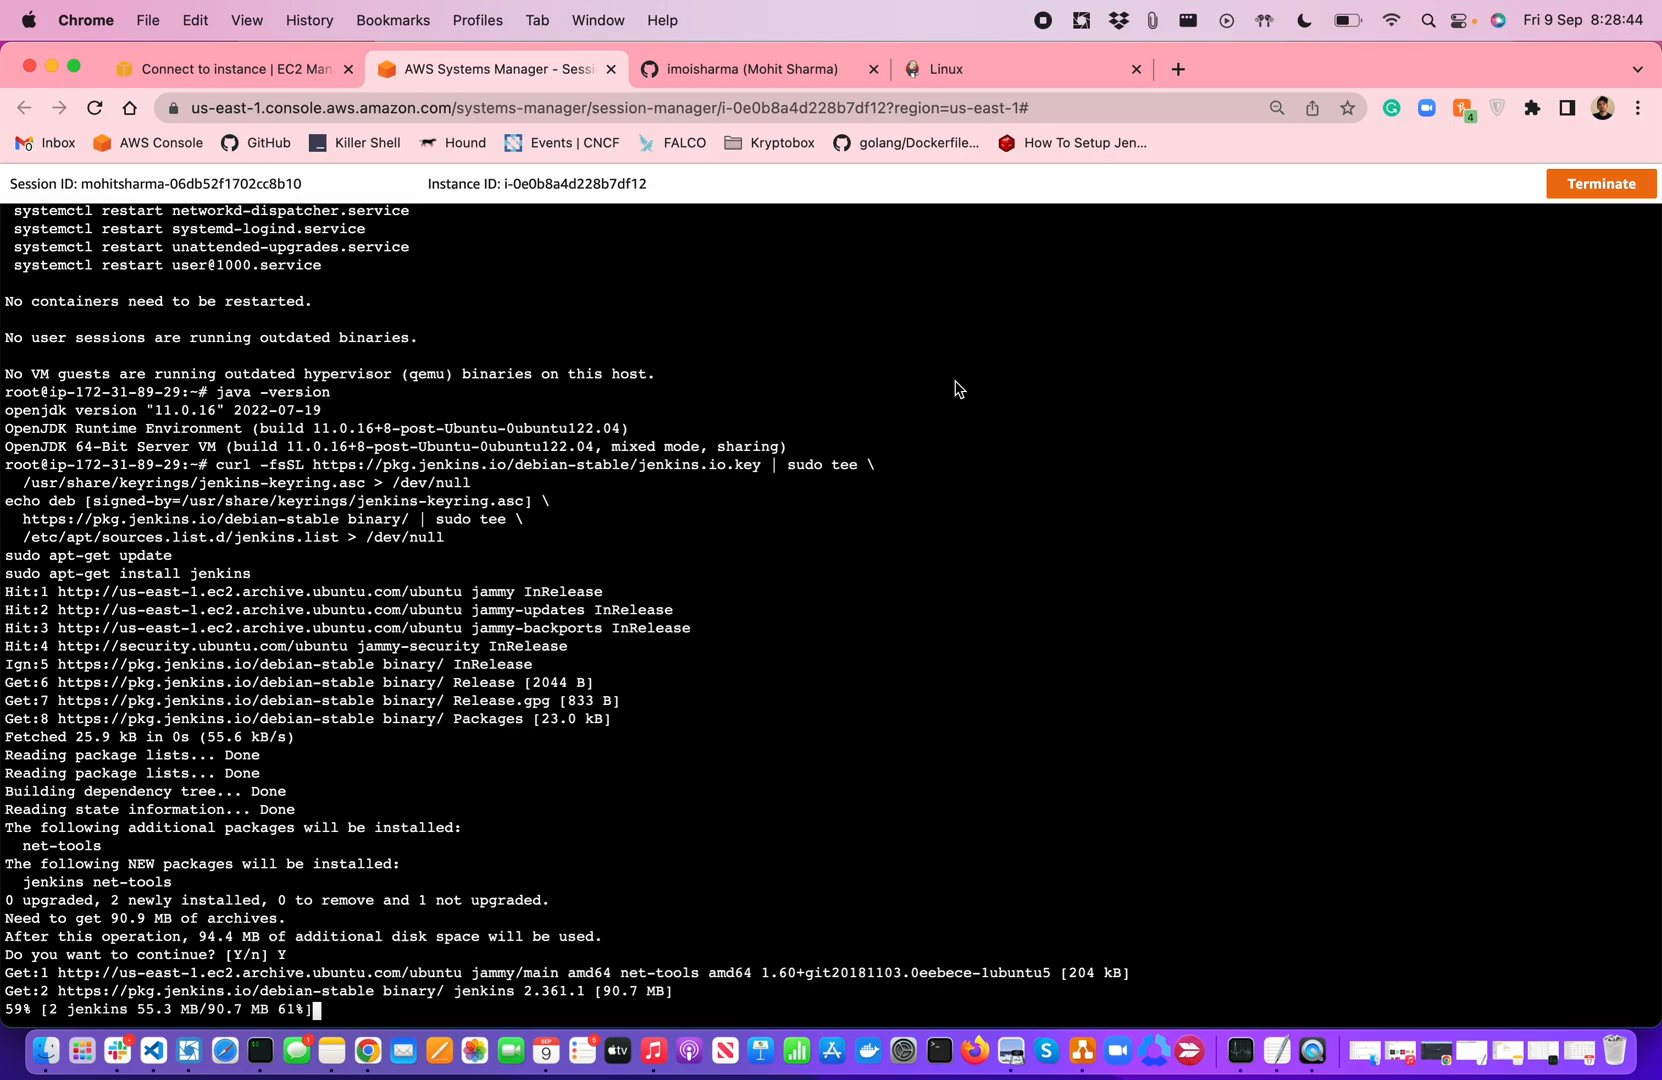 Chrome File Edit View History Bookmarks Profiles Tab Window Help Fri 9 Sep 8:28:44
Connect to instance | EC2 Man AWS Systems Manager - Sessi imoisharma (Mohit Sharma) Linux
us-east-1.console.aws.amazon.com/systems-manager/session-manager/i-0e0b8a4d228b7df12?region=us-east-1#
Inbox AWS Console GitHub Killer Shell Hound Events | CNCF FALCO Kryptobox golang/Dockerfile... How To Setup Jen...
Session ID: mohitsharma-06db52f1702cc8b10 Instance ID: i-0e0b8a4d228b7df12 Terminate
systemctl restart networkd-dispatcher.service
systemctl restart systemd-logind.service
systemctl restart unattended-upgrades.service
systemctl restart user@1000.service
No containers need to be restarted.
No user sessions are running outdated binaries.
No VM guests are running outdated hypervisor (qemu) binaries on this host.
root@ip-172-31-89-29:~# java -version
openjdk version "11.0.16" 2022-07-19
OpenJDK Runtime Environment (build 11.0.16+8-post-Ubuntu-0ubuntu122.04)
OpenJDK 64-Bit Server VM (build 11.0.16+8-post-Ubuntu-0ubuntu122.04, mixed mode, sharing)
root@ip-172-31-89-29:~# curl -fsSL https://pkg.jenkins.io/debian-stable/jenkins.io.key | sudo tee \
/usr/share/keyrings/jenkins-keyring.asc > /dev/null
echo deb [signed-by=/usr/share/keyrings/jenkins-keyring.asc] \
https://pkg.jenkins.io/debian-stable binary/ | sudo tee \
/etc/apt/sources.list.d/jenkins.list > /dev/null
sudo apt-get update
sudo apt-get install jenkins
Hit:1 http://us-east-1.ec2.archive.ubuntu.com/ubuntu jammy InRelease
Hit:2 http://us-east-1.ec2.archive.ubuntu.com/ubuntu jammy-updates InRelease
Hit:3 http://us-east-1.ec2.archive.ubuntu.com/ubuntu jammy-backports InRelease
Hit:4 http://security.ubuntu.com/ubuntu jammy-security InRelease
Ign:5 https://pkg.jenkins.io/debian-stable binary/ InRelease
Get:6 https://pkg.jenkins.io/debian-stable binary/ Release [2044 B]
Get:7 https://pkg.jenkins.io/debian-stable binary/ Release.gpg [833 B]
Get:8 https://pkg.jenkins.io/debian-stable binary/ Packages [23.0 kB]
Fetched 25.9 kB in 0s (55.6 kB/s)
Reading package lists... Done
Reading package lists... Done
Building dependency tree... Done
Reading state information... Done
The following additional packages will be installed:
net-tools
The following NEW packages will be installed:
jenkins net-tools
0 upgraded, 2 newly installed, 0 to remove and 1 not upgraded.
Need to get 90.9 MB of archives.
After this operation, 94.4 MB of additional disk space will be used.
Do you want to continue? [Y/n] Y
Get:1 http://us-east-1.ec2.archive.ubuntu.com/ubuntu jammy/main amd64 net-tools amd64 1.60+git20181103.0eebece-1ubuntu5 [204 kB]
Get:2 https://pkg.jenkins.io/debian-stable binary/ jenkins 2.361.1 [90.7 MB]
59% [2 jenkins 55.3 MB/90.7 MB 61%]